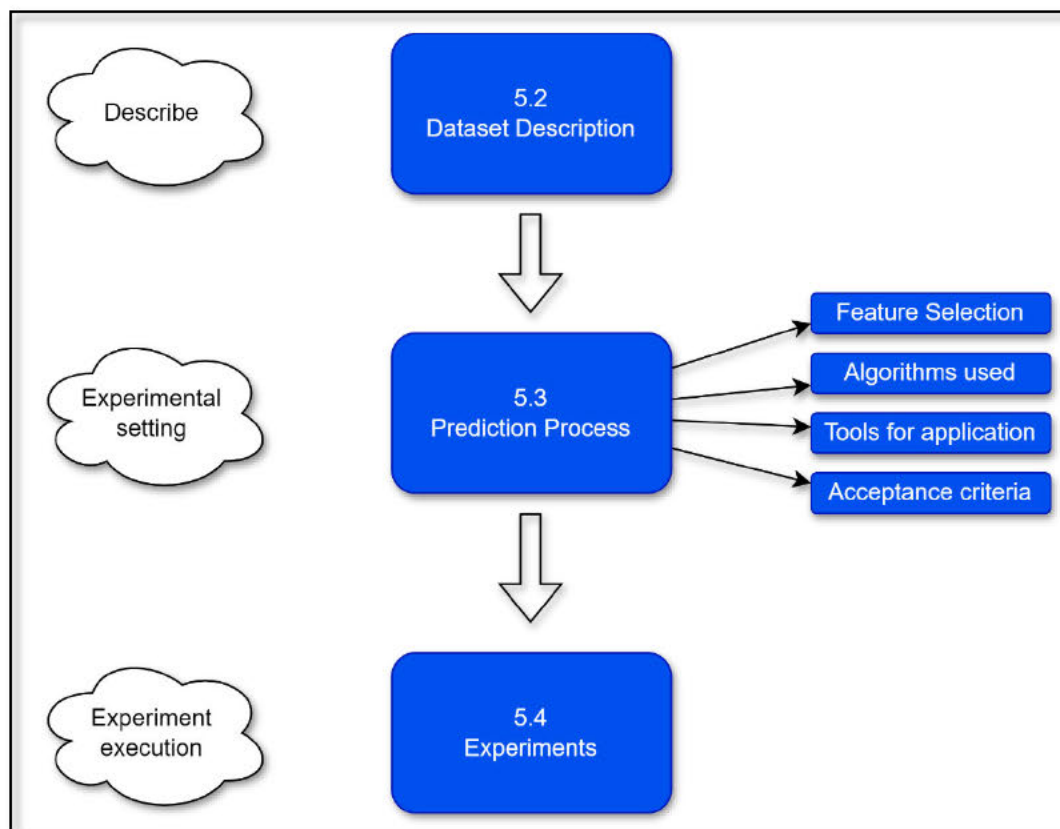 Describe
5.2
Dataset Description
Experimental
setting
5.3
Prediction Process
Feature Selection
Algorithms used
Tools for application
Acceptance criteria
Experiment
execution
5.4
Experiments